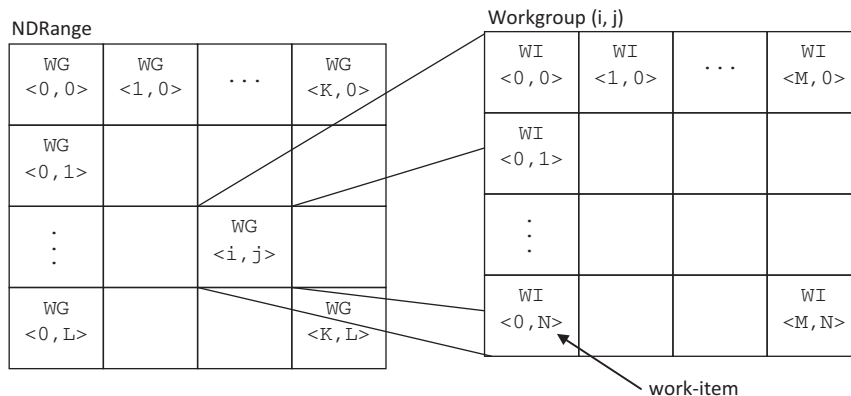 NDRange
WG WG ... WG
<0,0> <1,0> <K,0>
WG
<0,1>
WG
<i,j>
WG WG
<0,L> <K,L>
Workgroup (i, j)
WI WI ... WI
<0,0> <1,0> <M,0>
WI
<0,1>
WI WI
<0,N> <M,N>
work-item